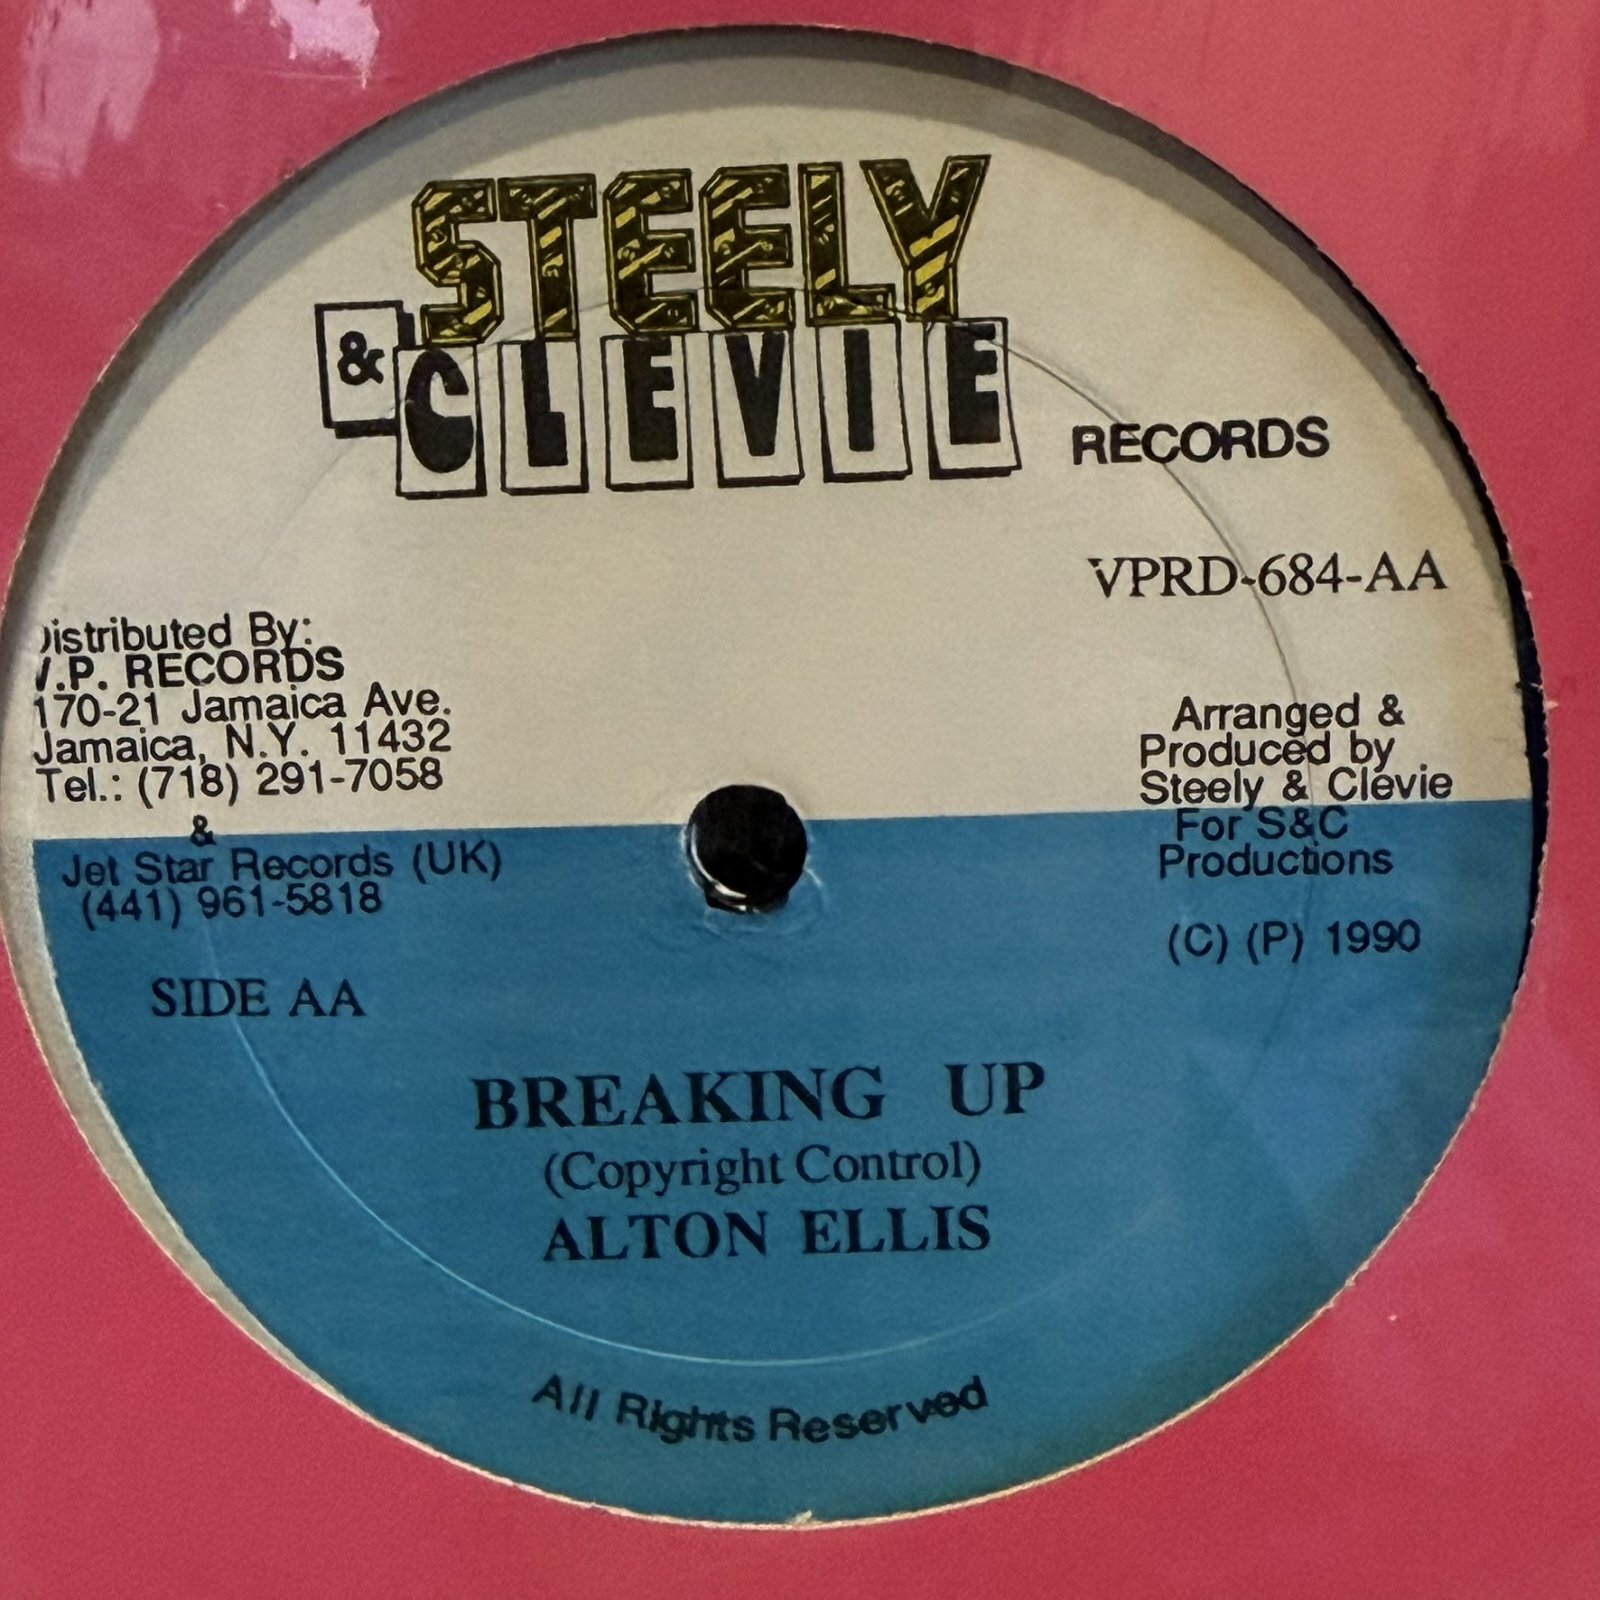 STEELY
& CLEVIE
RECORDS
VPRD-684-AA
Distributed By:
V.P. RECORDS
170-21 Jamaica Ave.
Jamaica, N.Y. 11432
Tel.: (718) 291-7058
&
Jet Star Records (UK)
(441) 961-5818
SIDE AA
Arranged &
Produced by
Steely & Clevie
For S&C
Productions
(C) (P) 1990
BREAKING UP
(Copyright Control)
ALTON ELLIS
All Rights Reserved